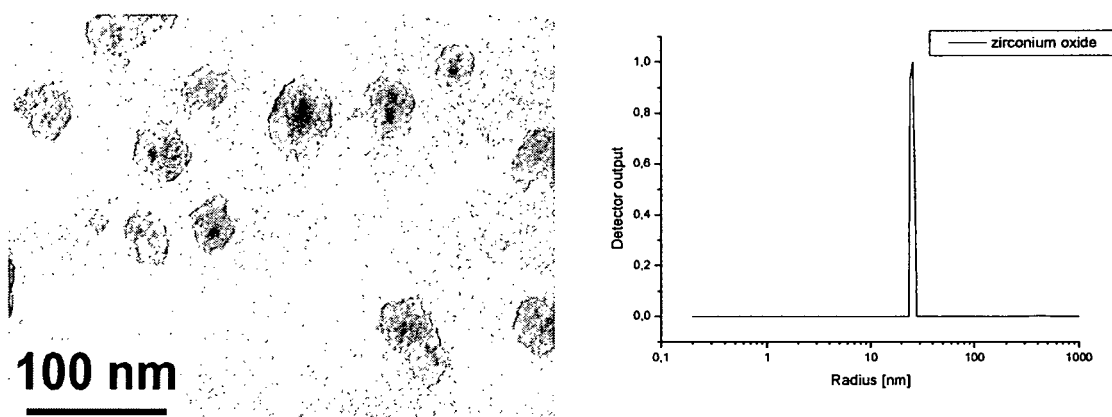 100 nm
zirconium oxide
1,0
0,8
0,6
0,4
0,2
0,0
Detector output
0.1 1 10 100 1000
Radius [nm]